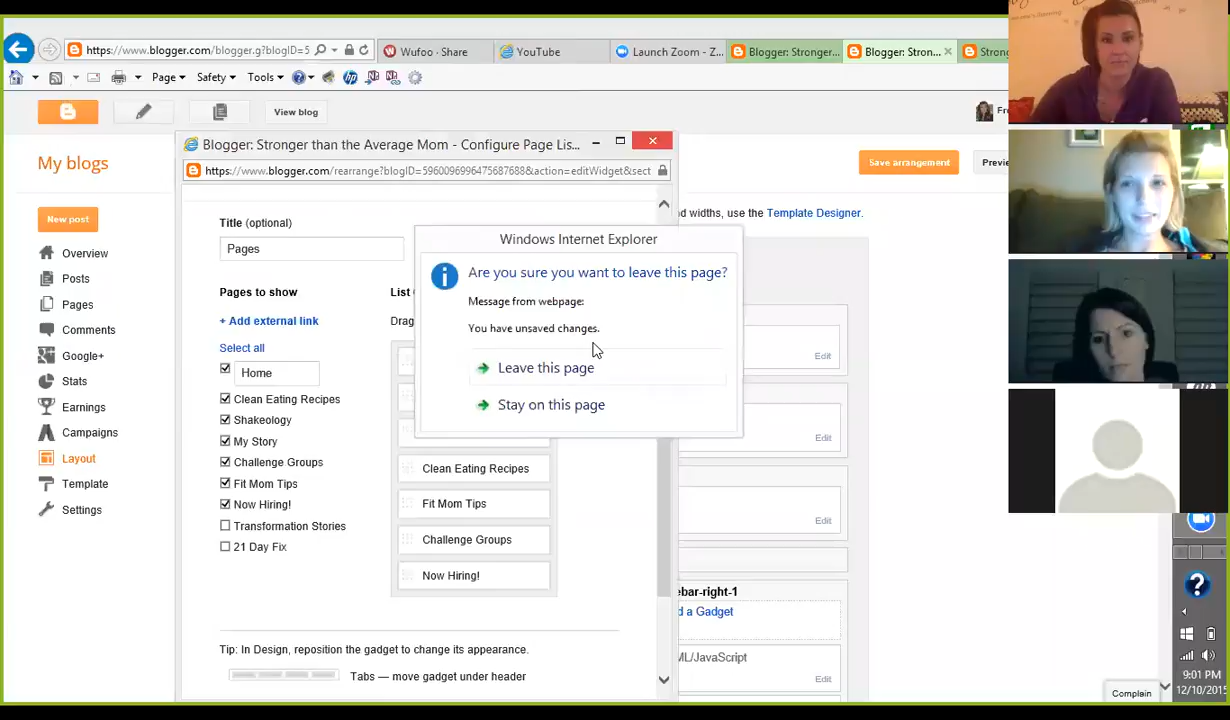 https://www.blogger.com/blogger.g?blogID=5
Wufoo · Share
YouTube
Launch Zoom - Z...
Blogger: Stronger...
Blogger: Stron...
Stron
Page
Safety
Tools
View blog
Blogger: Stronger than the Average Mom - Configure Page Lis...
https://www.blogger.com/rearrange?blogID=5960096996475687688&action=editWidget&sect
My blogs
Save arrangement
Previe
New post
Overview
Posts
Pages
Comments
Google+
Stats
Earnings
Campaigns
Layout
Template
Settings
Title (optional)
Pages
Pages to show
List
+ Add external link
Drag
Select all
Home
Clean Eating Recipes
Shakeology
My Story
Challenge Groups
Fit Mom Tips
Now Hiring!
Transformation Stories
21 Day Fix
Clean Eating Recipes
Fit Mom Tips
Challenge Groups
Now Hiring!
Tip: In Design, reposition the gadget to change its appearance.
Tabs — move gadget under header
Windows Internet Explorer
Are you sure you want to leave this page?
Message from webpage:
You have unsaved changes.
Leave this page
Stay on this page
d widths, use the Template Designer.
Edit
Edit
Edit
ebar-right-1
d a Gadget
ML/JavaScript
Edit
Complain
9:01 PM
12/10/2015